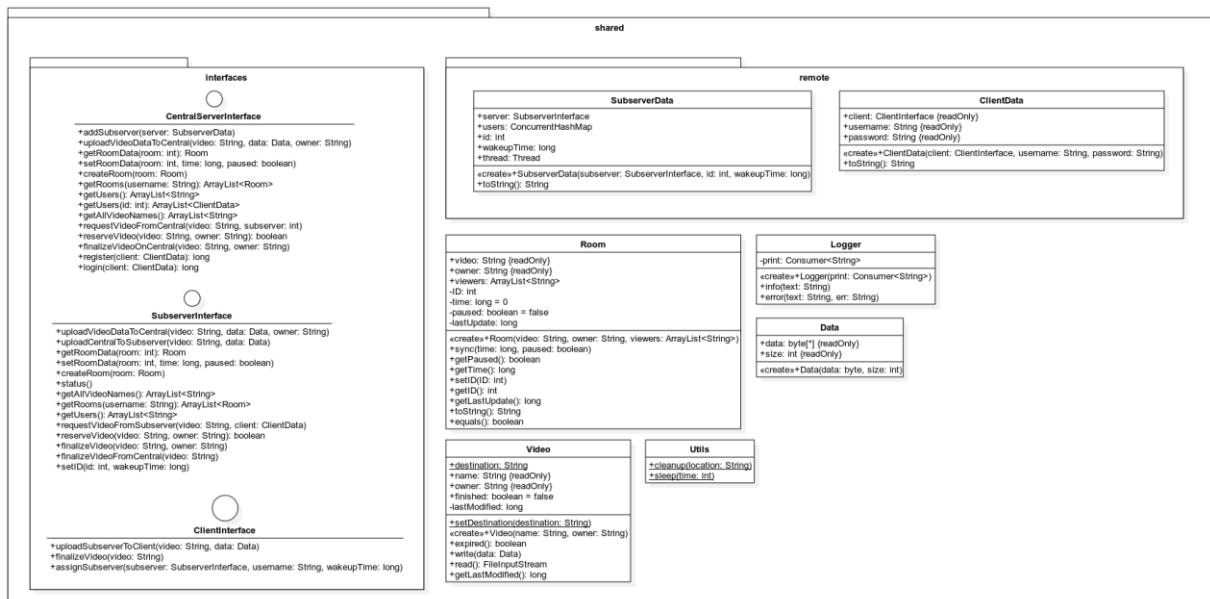 shared
interfaces
CentralServerInterface
+addSubserver(server: SubserverData)
+uploadVideoDataToCentral(video: String, data: Data, owner: String)
+getRoomData(room: int): Room
+setRoomData(room: int, time: long, paused: boolean)
+createRoom(room: Room)
+getRooms(username: String): ArrayList<Room>
+getUsers(): ArrayList<String>
+getUsers(id: int): ArrayList<ClientData>
+getAllVideoNames(): ArrayList<String>
+requestVideoFromCentral(video: String, subserver: int)
+reserveVideo(video: String, owner: String): boolean
+finalizeVideoOnCentral(video: String, owner: String)
+register(client: ClientData): long
+login(client: ClientData): long
SubserverInterface
+uploadVideoDataToCentral(video: String, data: Data, owner: String)
+uploadCentralToSubserver(video: String, data: Data)
+getRoomData(room: int): Room
+setRoomData(room: int, time: long, paused: boolean)
+createRoom(room: Room)
+status()
+getAllVideoNames(): ArrayList<String>
+getRooms(username: String): ArrayList<Room>
+getUsers(): ArrayList<String>
+requestVideoFromSubserver(video: String, client: ClientData)
+reserveVideo(video: String, owner: String): boolean
+finalizeVideo(video: String, owner: String)
+finalizeVideoFromCentral(video: String)
+setID(id: int, wakeupTime: long)
ClientInterface
+uploadSubserverToClient(video: String, data: Data)
+finalizeVideo(video: String)
+assignSubserver(subserver: SubserverInterface, username: String, wakeupTime: long)
remote
SubserverData
+server: SubserverInterface
+users: ConcurrentHashMap
+id: int
+wakeupTime: long
+thread: Thread
«create»+SubserverData(subserver: SubserverInterface, id: int, wakeupTime: long)
+toString(): String
ClientData
+client: ClientInterface {readOnly}
+username: String {readOnly}
+password: String {readOnly}
«create»+ClientData(client: ClientInterface, username: String, password: String)
+toString(): String
Room
+video: String {readOnly}
+owner: String {readOnly}
+viewers: ArrayList<String>
-ID: int
-time: long = 0
-paused: boolean = false
-lastUpdate: long
«create»+Room(video: String, owner: String, viewers: ArrayList<String>)
+sync(time: long, paused: boolean)
+getPaused(): boolean
+getTime(): long
+setID(ID: int)
+getID(): int
+getLastUpdate(): long
+toString(): String
+equals(): boolean
Logger
-print: Consumer<String>
«create»+Logger(print: Consumer<String>)
+info(text: String)
+error(text: String, err: String)
Data
+data: byte[*] {readOnly}
+size: int {readOnly}
«create»+Data(data: byte, size: int)
Video
+destination: String
+name: String {readOnly}
+owner: String {readOnly}
+finished: boolean = false
-lastModified: long
+setDestination(destination: String)
«create»+Video(name: String, owner: String)
+expired(): boolean
+write(data: Data)
+read(): FileInputStream
+getLastModified(): long
Utils
+cleanup(location: String)
+sleep(time: int)